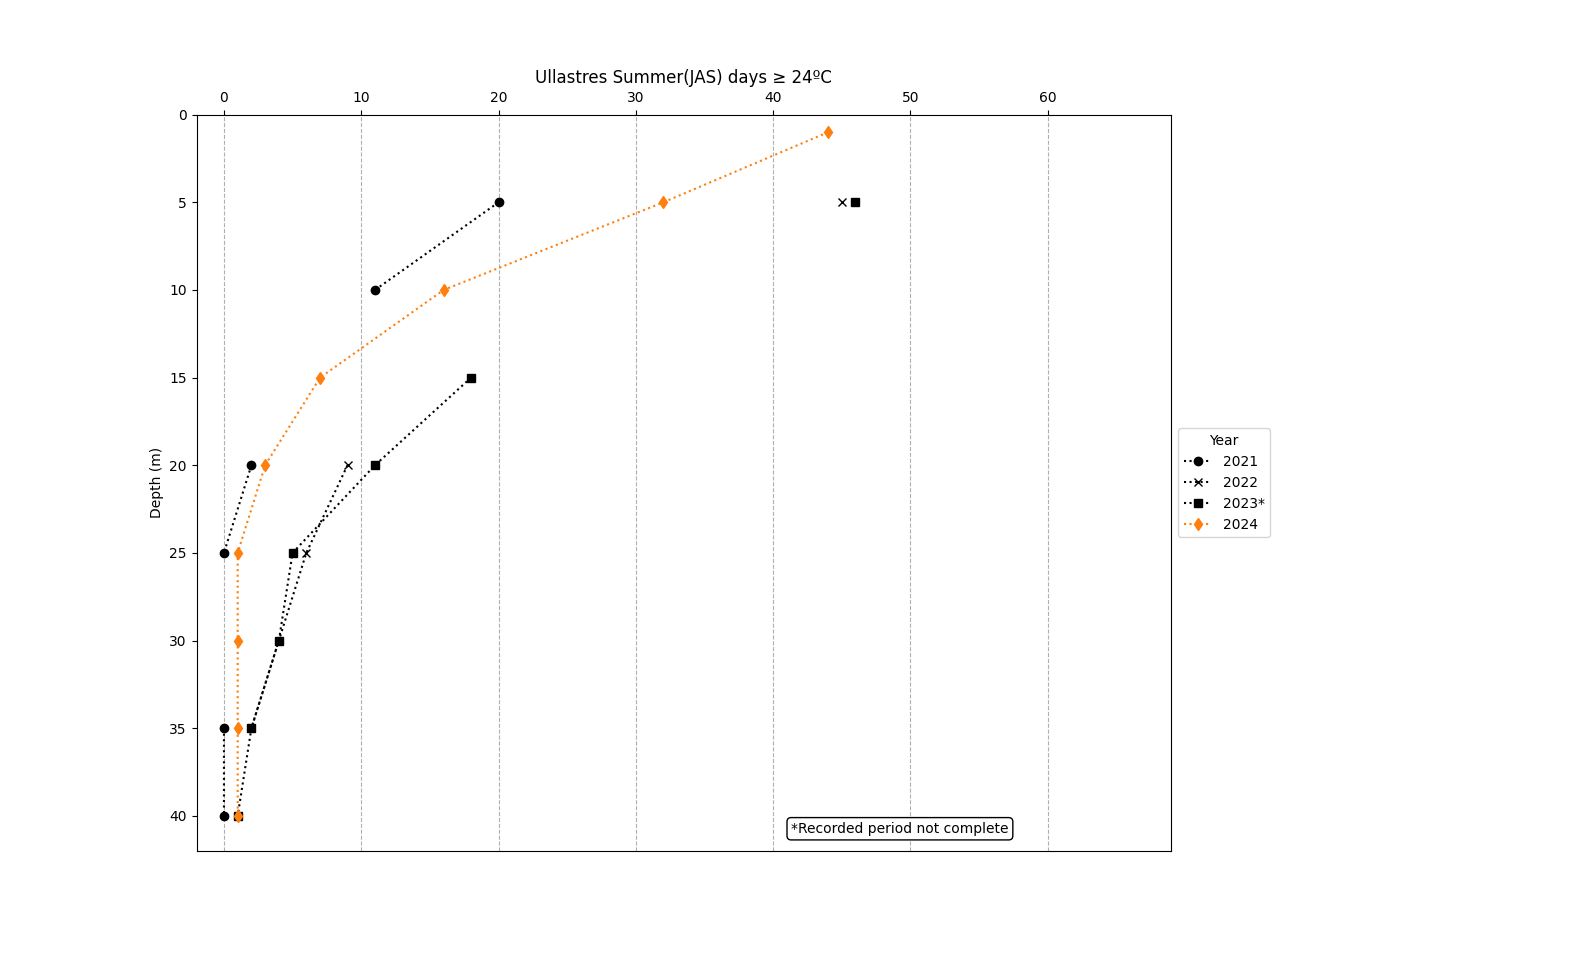 Ullastres Summer(JAS) days ≥ 24ºC
0 10 20 30 40 50 60
0
5
10
15
20
25
30
35
40
Depth (m)
Year
2021
2022
2023*
2024
*Recorded period not complete